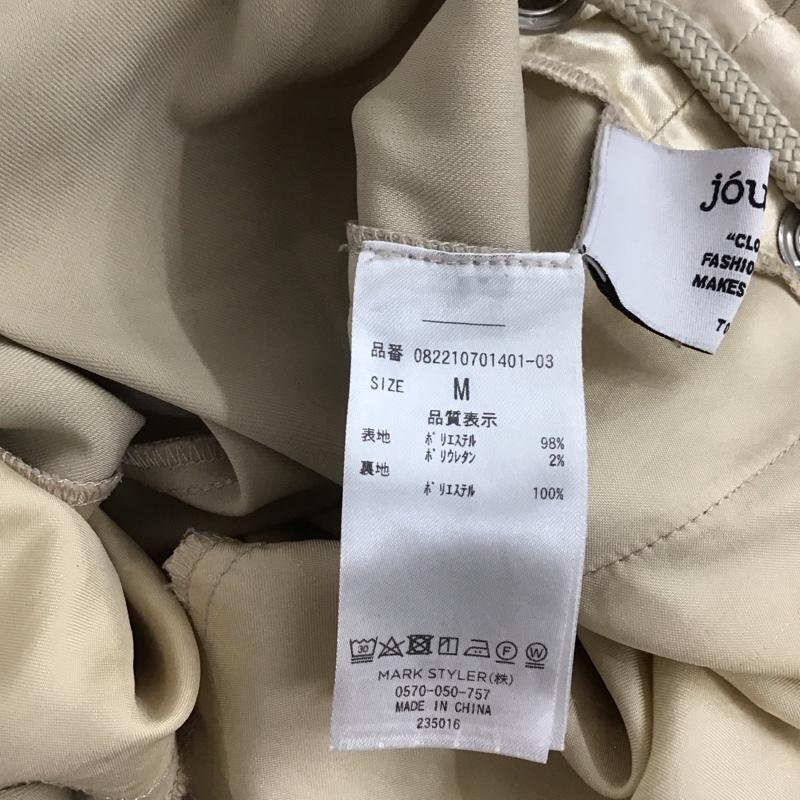 品番 082210701401-03
SIZE M
品質表示
表地 ﾎﾟﾘｴｽﾃﾙ 98%
ﾎﾟﾘｳﾚﾀﾝ 2%
裏地
ﾎﾟﾘｴｽﾃﾙ 100%
30 F W
MARK STYLER(株)
0570-050-757
MADE IN CHINA
235016
jóu
“CLO
FASHIO
MAKES
TO